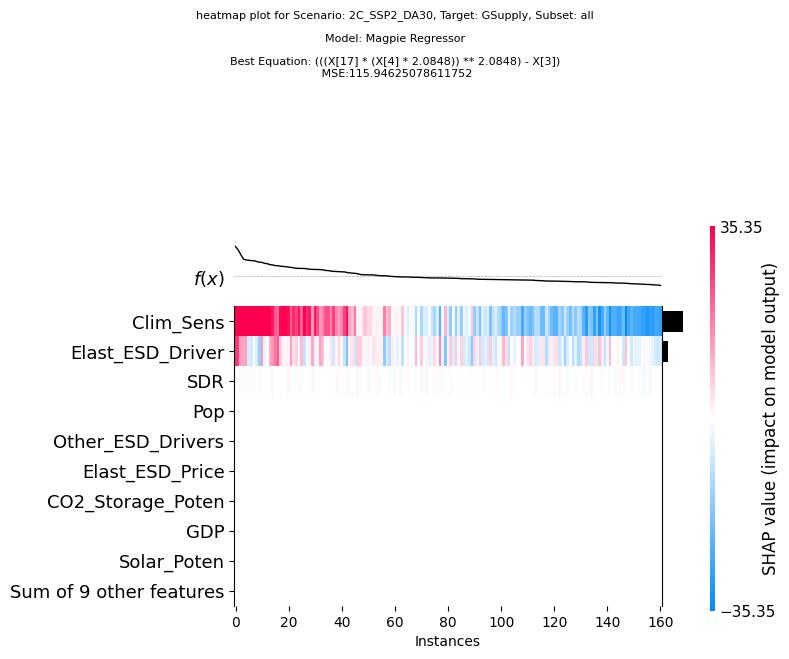 heatmap plot for Scenario: 2C_SSP2_DA30, Target: GSupply, Subset: all
Model: Magpie Regressor
Best Equation: (((X[17] * (X[4] * 2.0848)) ** 2.0848) - X[3])
MSE:115.94625078611752
35.35
f(x)
Clim_Sens
Elast_ESD_Driver
SDR
Pop
Other_ESD_Drivers
Elast_ESD_Price
CO2_Storage_Poten
GDP
Solar_Poten
Sum of 9 other features
SHAP value (impact on model output)
−35.35
0 20 40 60 80 100 120 140 160
Instances